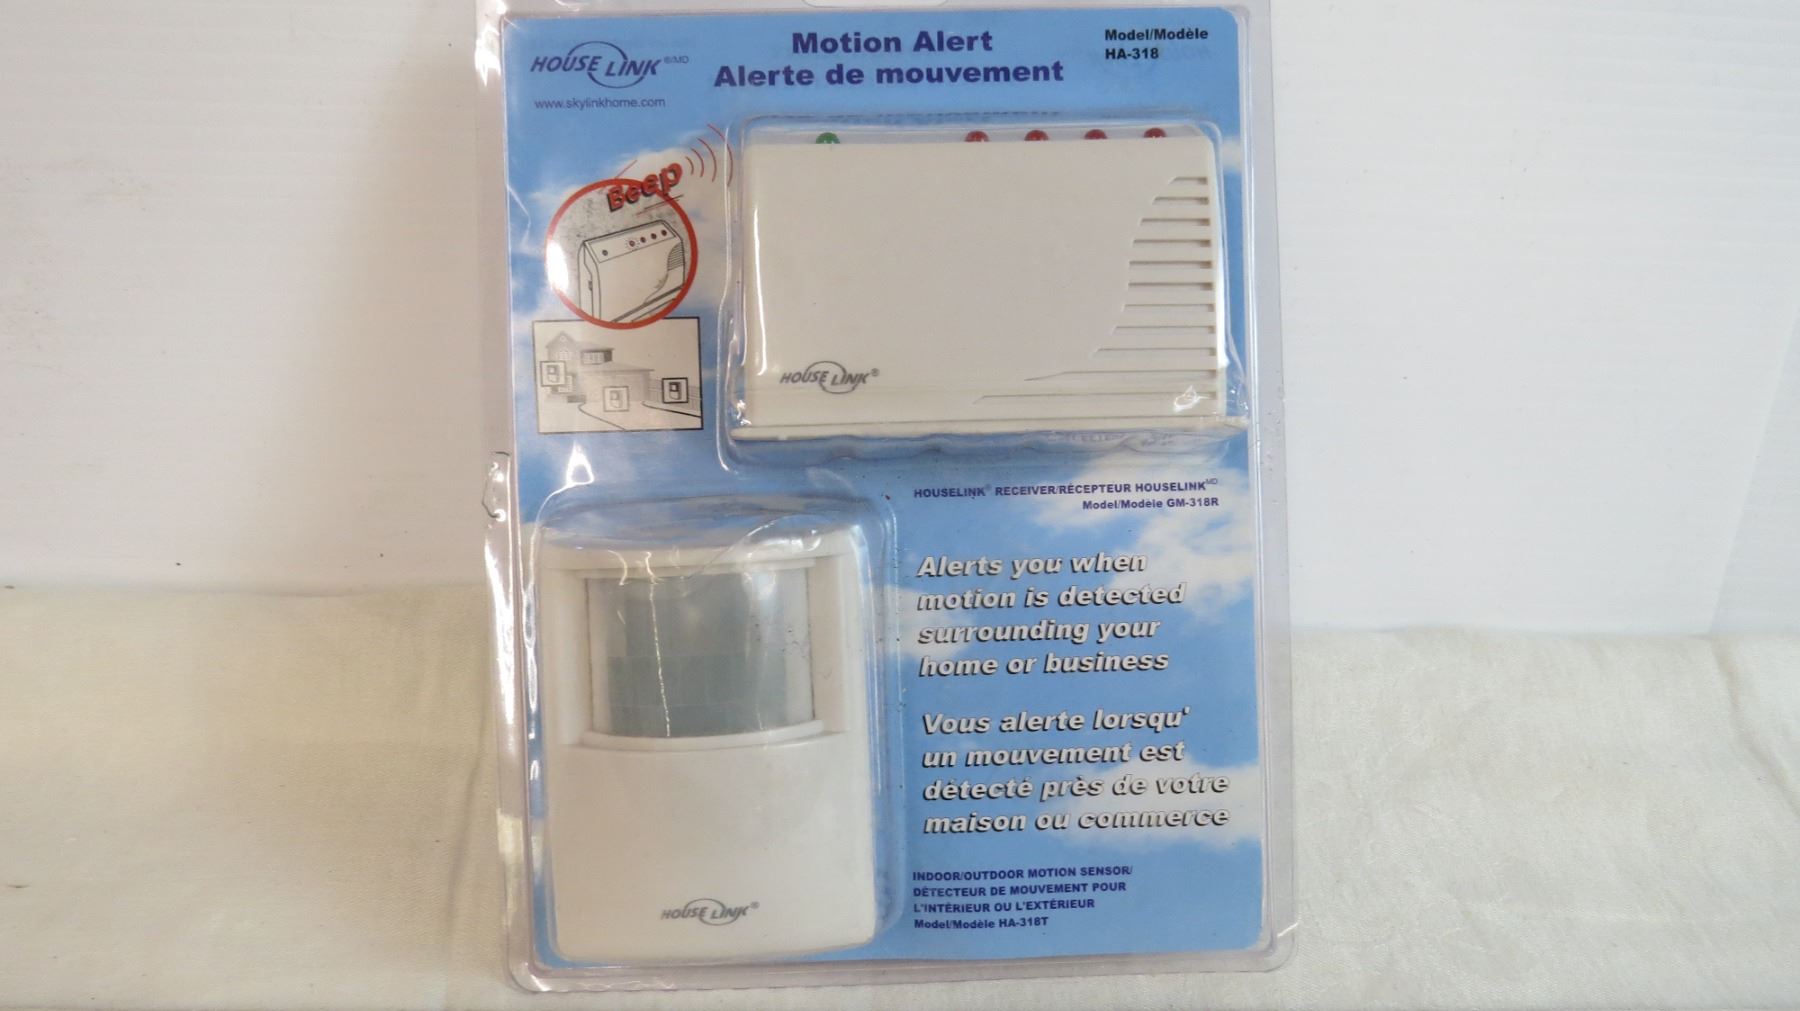 HOUSE LINK ®/MD
www.skylinkhome.com
Motion Alert
Alerte de mouvement
Model/Modèle
HA-318
Beep
HOUSE LINK®
HOUSELINK® RECEIVER/RÉCEPTEUR HOUSELINK MD
Model/Modèle GM-318R
Alerts you when
motion is detected
surrounding your
home or business
Vous alerte lorsqu'
un mouvement est
détecté près de votre
maison ou commerce
INDOOR/OUTDOOR MOTION SENSOR/
DÉTECTEUR DE MOUVEMENT POUR
L'INTÉRIEUR OU L'EXTÉRIEUR
Model/Modèle HA-318T
HOUSE LINK®